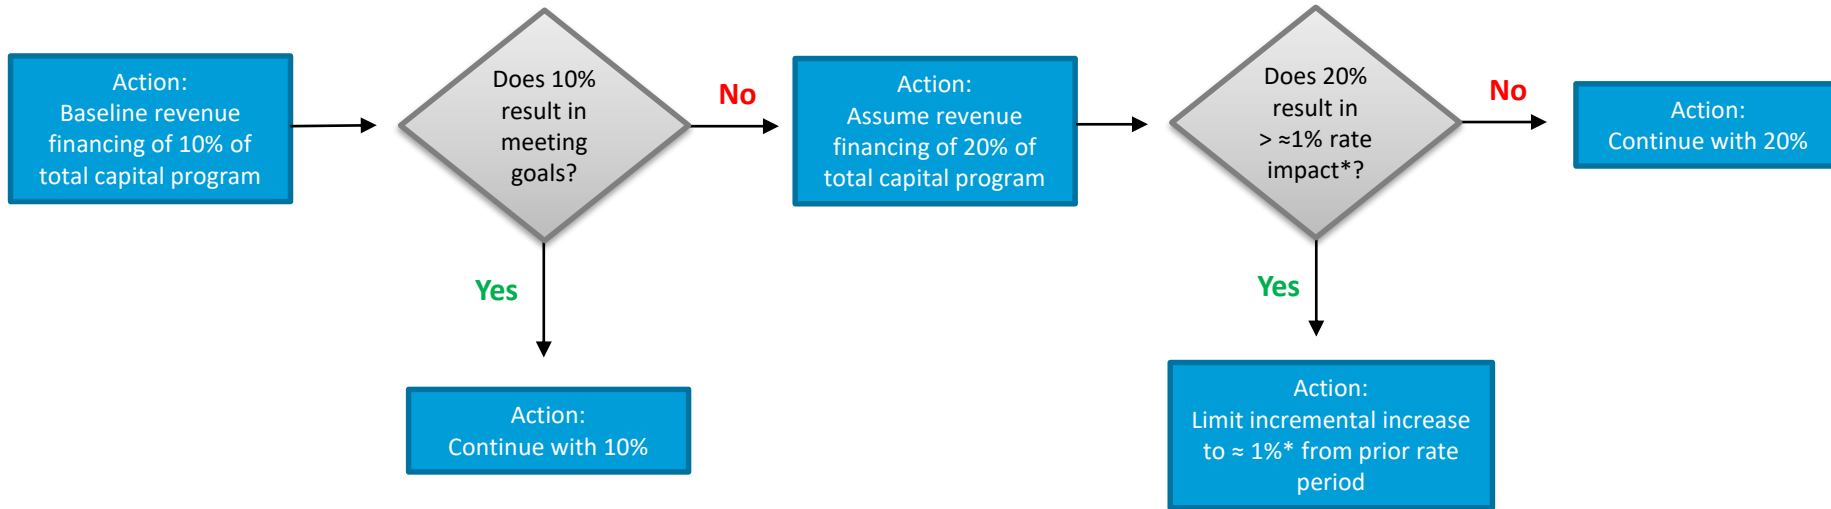 Action:
Baseline revenue
financing of 10% of
total capital program
Does 10%
result in
meeting
goals?
No
Action:
Assume revenue
financing of 20% of
total capital program
Does 20%
result in
> ≈1% rate
impact*?
No
Action:
Continue with 20%
Yes
Yes
Action:
Continue with 10%
Action:
Limit incremental increase
to ≈ 1%* from prior rate
period